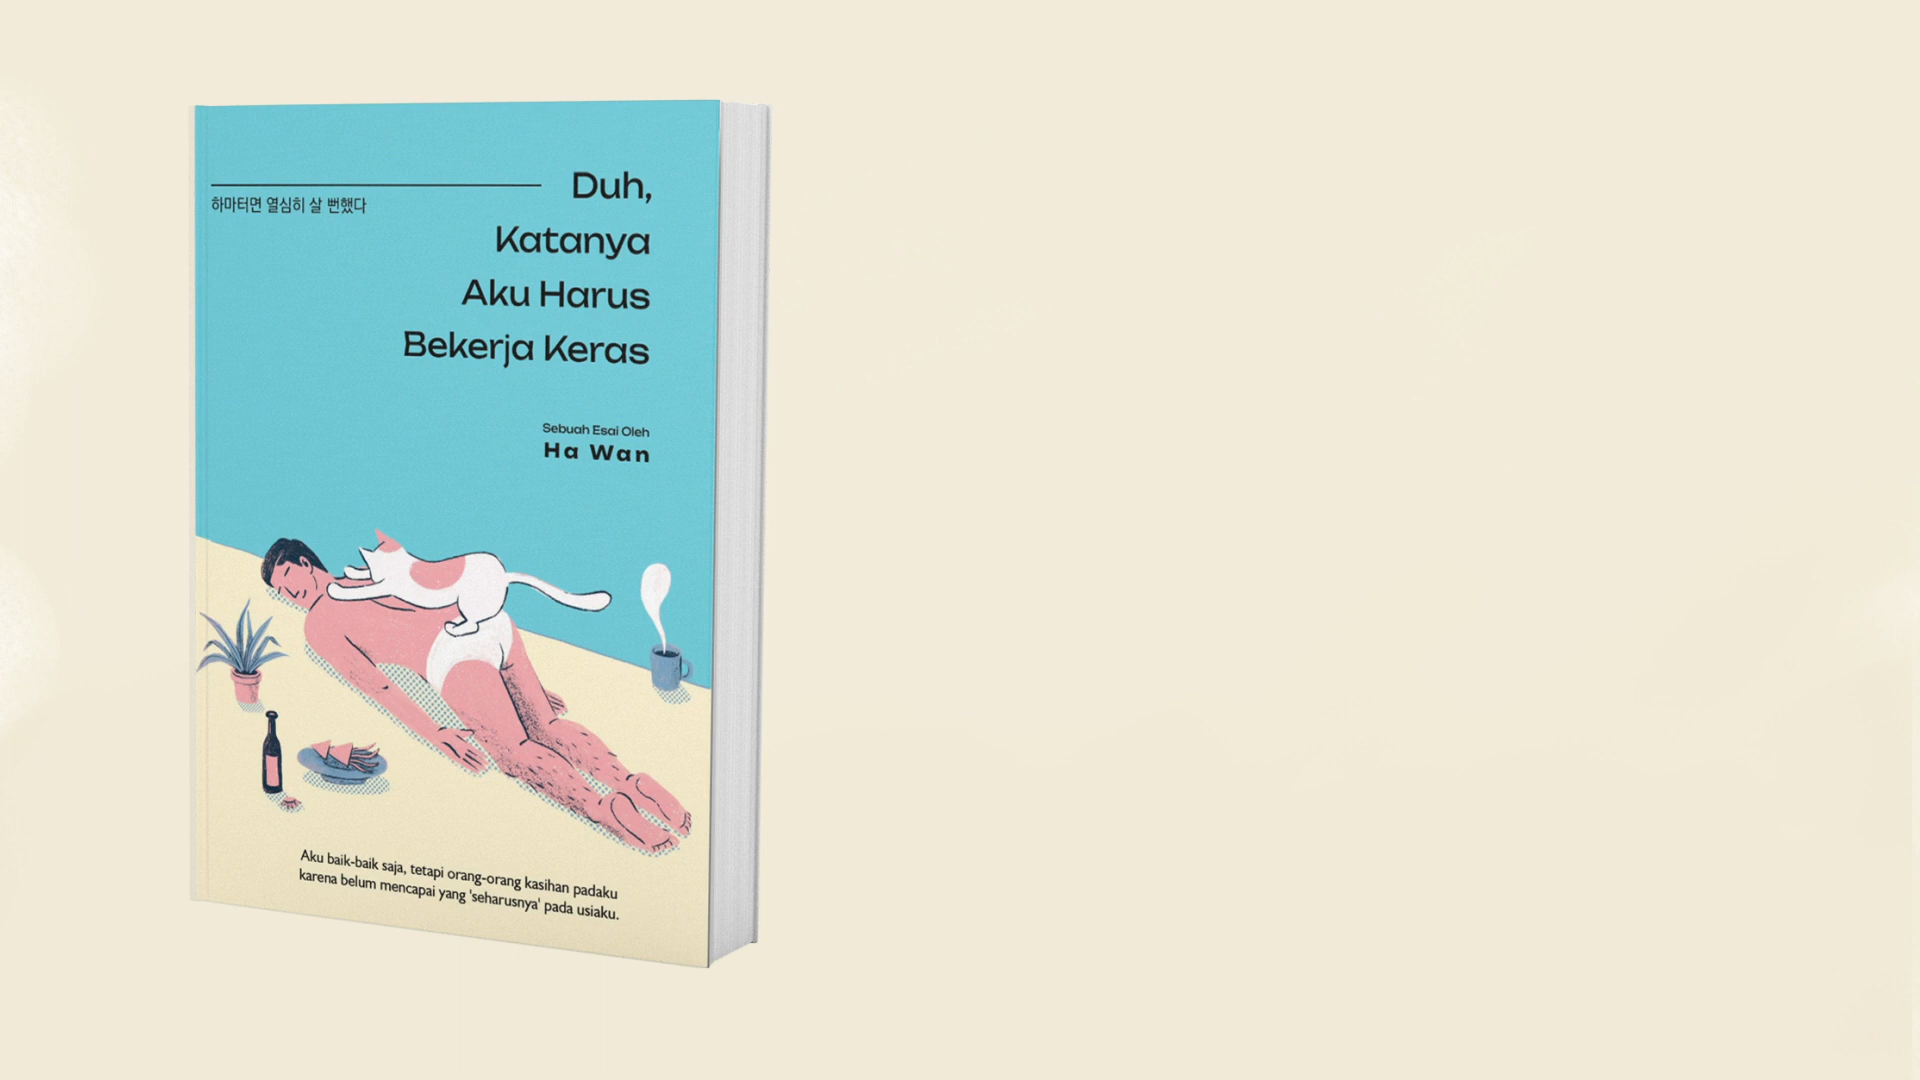 Duh,
하마터면 열심히 살 뻔했다
Katanya
Aku Harus
Bekerja Keras
Sebuah Esai Oleh
Ha Wan
Aku baik-baik saja, tetapi orang-orang kasihan padaku
karena belum mencapai yang 'seharusnya' pada usiaku.